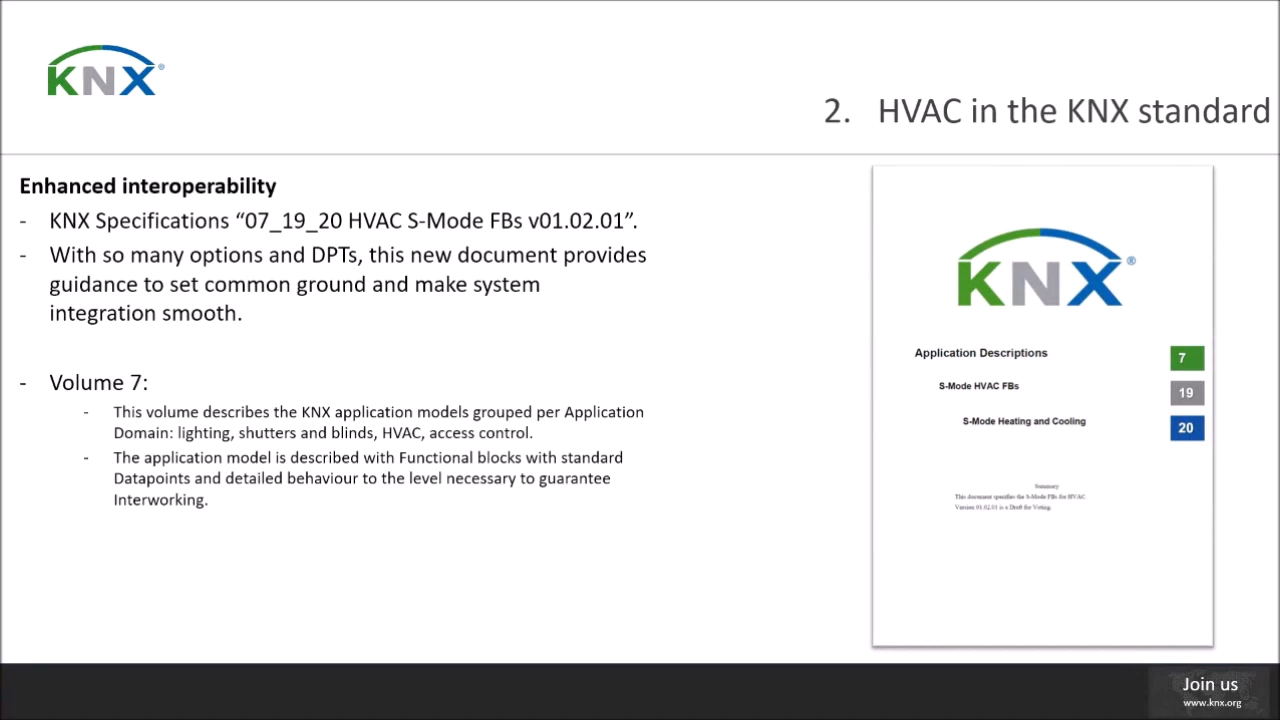 KNX®
2. HVAC in the KNX standard
Enhanced interoperability
- KNX Specifications “07_19_20 HVAC S-Mode FBs v01.02.01”.
- With so many options and DPTs, this new document provides
guidance to set common ground and make system
integration smooth.
- Volume 7:
- This volume describes the KNX application models grouped per Application
Domain: lighting, shutters and blinds, HVAC, access control.
- The application model is described with Functional blocks with standard
Datapoints and detailed behaviour to the level necessary to guarantee
Interworking.
KNX®
Application Descriptions 7
S-Mode HVAC FBs 19
S-Mode Heating and Cooling 20
Summary
This document specifies the S-Mode FBs for HVAC
Version 01.02.01 is a Draft for Voting.
Join us
www.knx.org